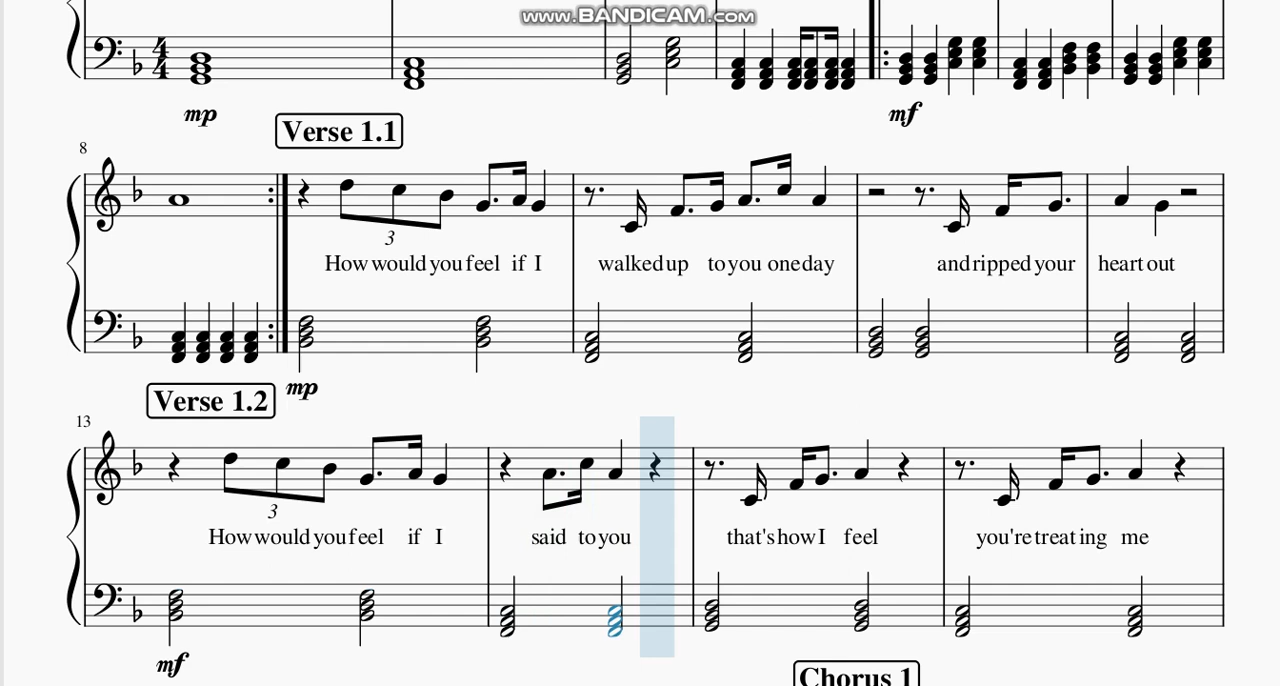 www.BANDICAM.com
4
4
mp
mf
Verse 1.1
8
3
How would you feel if I walked up to you one day and ripped your heart out
mp
Verse 1.2
13
3
How would you feel if I said to you that's how I feel you're treat ing me
mf
Chorus 1